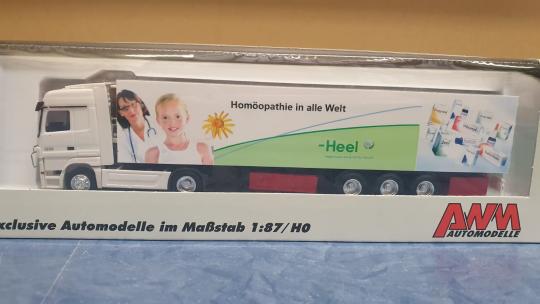 Homöopathie in alle Welt
-Heel
xclusive Automodelle im Maßstab 1:87/H0
AWM
AUTOMODELLE